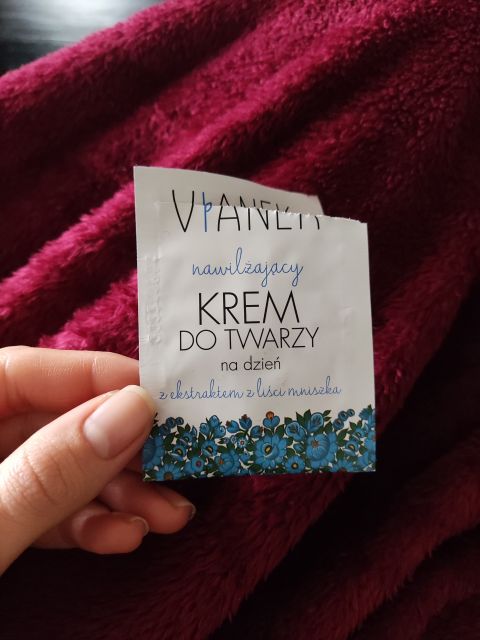 VIANEK
nawilżający
KREM
DO TWARZY
na dzień
z ekstraktem z liści mniszka